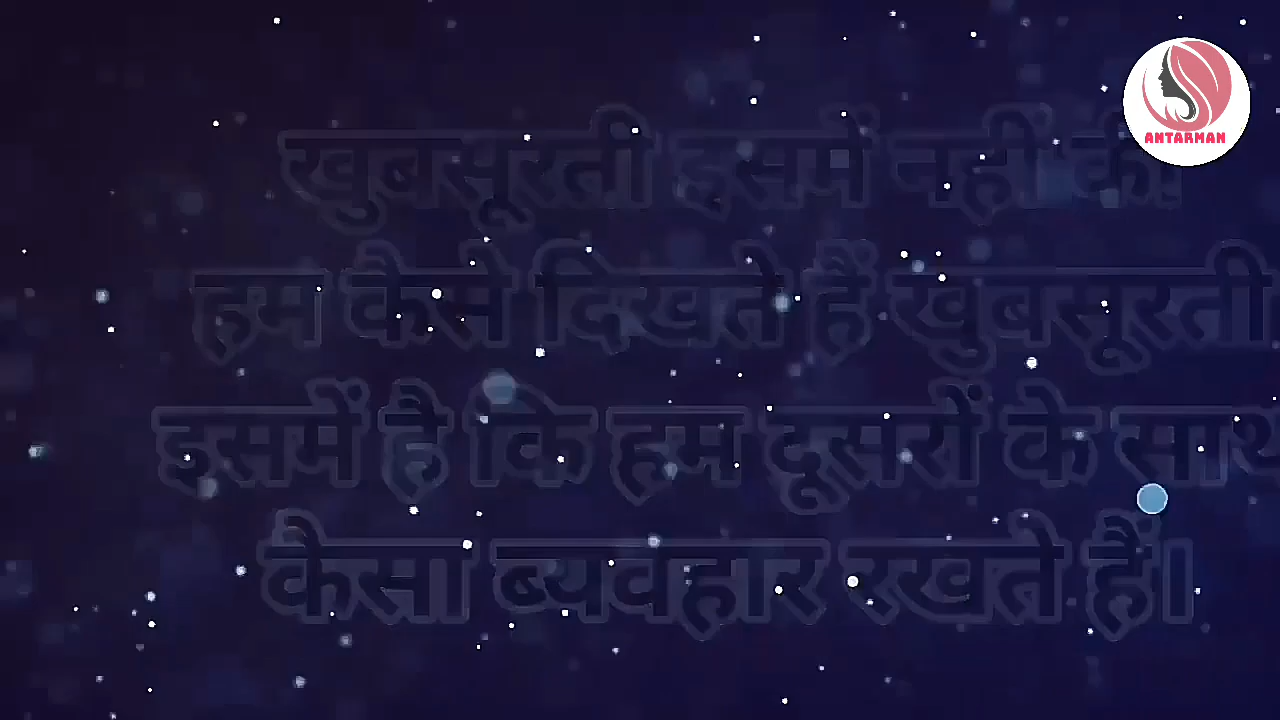 खुबसूरती इसमें नहीं की
हम कैसे दिखते हैं खुबसूरती
इसमें है कि हम दूसरों के साथ
कैसा ब्यवहार रखते हैं।
ANTARMAN